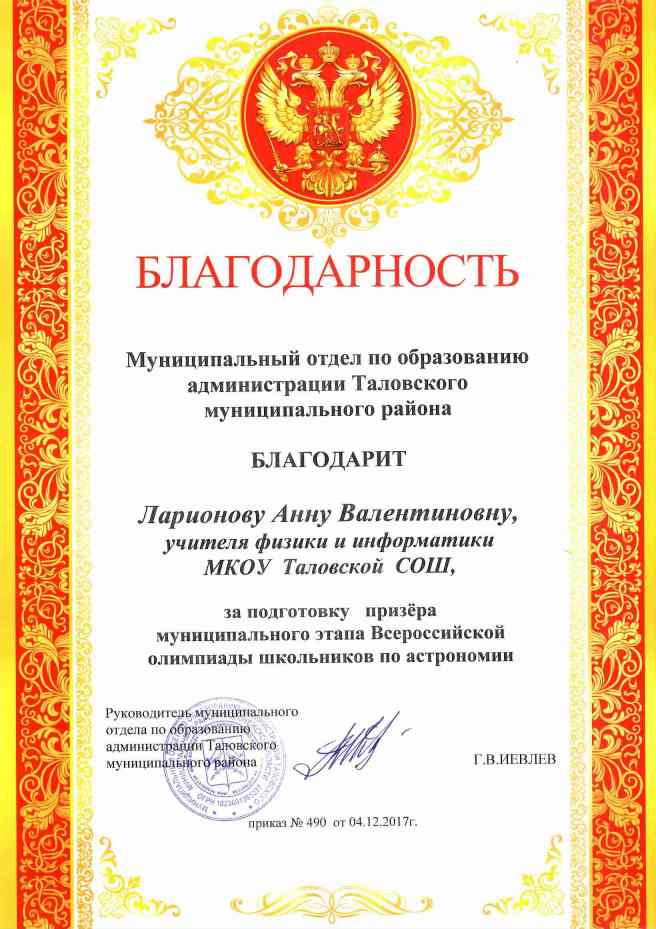 БЛАГОДАРНОСТЬ
Муниципальный отдел по образованию
администрации Таловского
муниципального района
БЛАГОДАРИТ
Ларионову Анну Валентиновну,
учителя физики и информатики
МКОУ Таловской СОШ,
за подготовку призёра
муниципального этапа Всероссийской
олимпиады школьников по астрономии
Руководитель муниципального
отдела по образованию
администрации Таловского
муниципального района
Г.В.ИЕВЛЕВ
приказ № 490 от 04.12.2017г.